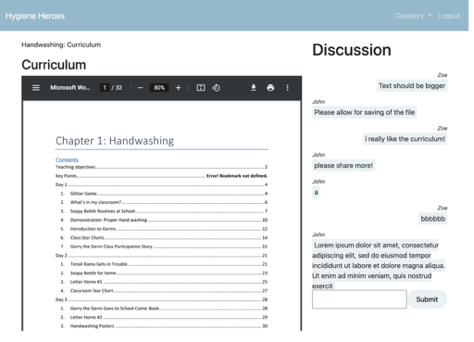 Hygiene Heroes
Category Logout
Handwashing: Curriculum
Curriculum
Microsoft Wo... 1 / 32 — 80% +
Chapter 1: Handwashing
Contents
Teaching objectives 2
Key Points Error! Bookmark not defined.
Day 1 4
1. Glitter Game 4
2. What's in my classroom? 6
3. Soapy Bottle Routines at School 7
4. Demonstration: Proper Hand washing 10
5. Introduction to Germs 12
6. Class Star Charts 14
7. Gerry the Germ Class Participation Story 15
Day 2 21
1. Tenali Rama Gets in Trouble 21
2. Soapy Bottle for home 23
3. Letter Home #1 25
4. Classroom Star Chart 27
Day 3 28
1. Gerry the Germ Goes to School-Comic Book 28
2. Letter Home #2 29
3. Handwashing Posters 30
Discussion
Zoe
Text should be bigger
John
Please allow for saving of the file
Zoe
i really like the curriculum!
John
please share more!
John
a
Zoe
bbbbbb
John
Lorem ipsum dolor sit amet, consectetur
adipiscing elit, sed do eiusmod tempor
incididunt ut labore et dolore magna aliqua.
Ut enim ad minim veniam, quis nostrud
exercit
Submit